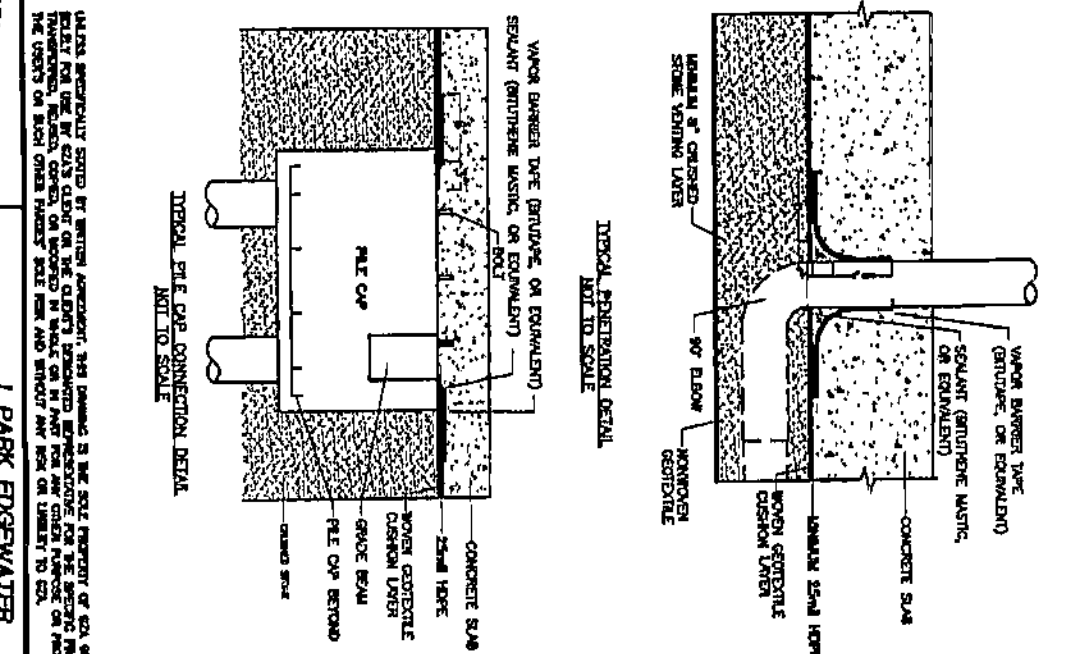 VAPOR BARRIER TAPE
(BITUTAPE, OR EQUIVALENT)
SEALANT (BITUTHENE MASTIC,
OR EQUIVALENT)
CONCRETE SLAB
MINIMUM 25mil HDPE
WOVEN GEOTEXTILE
CUSHION LAYER
NONWOVEN
GEOTEXTILE
90° ELBOW
MINIMUM 8" CRUSHED
STONE VENTING LAYER
TYPICAL PENETRATION DETAIL
NOT TO SCALE
VAPOR BARRIER TAPE (BITUTAPE, OR EQUIVALENT)
SEALANT (BITUTHENE MASTIC, OR EQUIVALENT)
BOLT
PILE CAP
CONCRETE SLAB
25mil HDPE
WOVEN GEOTEXTILE
CUSHION LAYER
GRADE BEAM
PILE CAP BEYOND
CRUSHED STONE
TYPICAL PILE CAP CONNECTION DETAIL
NOT TO SCALE
UNLESS SPECIFICALLY STATED BY WRITTEN AGREEMENT, THIS DRAWING IS THE SOLE PROPERTY OF GZA
SOLELY FOR USE BY GZA'S CLIENT OR THE CLIENT'S DESIGNATED REPRESENTATIVE FOR THE SPECIFIC
TRANSFERRED, REUSED, COPIED, OR MODIFIED IN WHOLE OR IN PART FOR ANY OTHER PURPOSE OR
THE USER'S OR SUCH OTHER PARTIES' SOLE RISK AND WITHOUT ANY RISK OR LIABILITY TO GZA.
PARK EDGEWATER